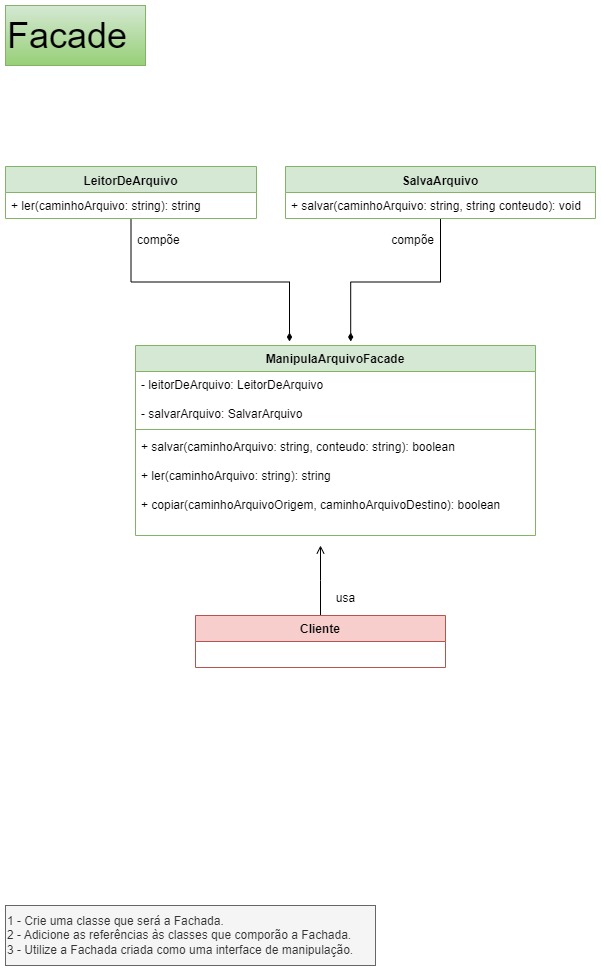 Facade
LeitorDeArquivo
+ ler(caminhoArquivo: string): string
SalvaArquivo
+ salvar(caminhoArquivo: string, string conteudo): void
compõe
compõe
ManipulaArquivoFacade
- leitorDeArquivo: LeitorDeArquivo
- salvarArquivo: SalvarArquivo
+ salvar(caminhoArquivo: string, conteudo: string): boolean
+ ler(caminhoArquivo: string): string
+ copiar(caminhoArquivoOrigem, caminhoArquivoDestino): boolean
usa
Cliente
1 - Crie uma classe que será a Fachada.
2 - Adicione as referências às classes que comporão a Fachada.
3 - Utilize a Fachada criada como uma interface de manipulação.